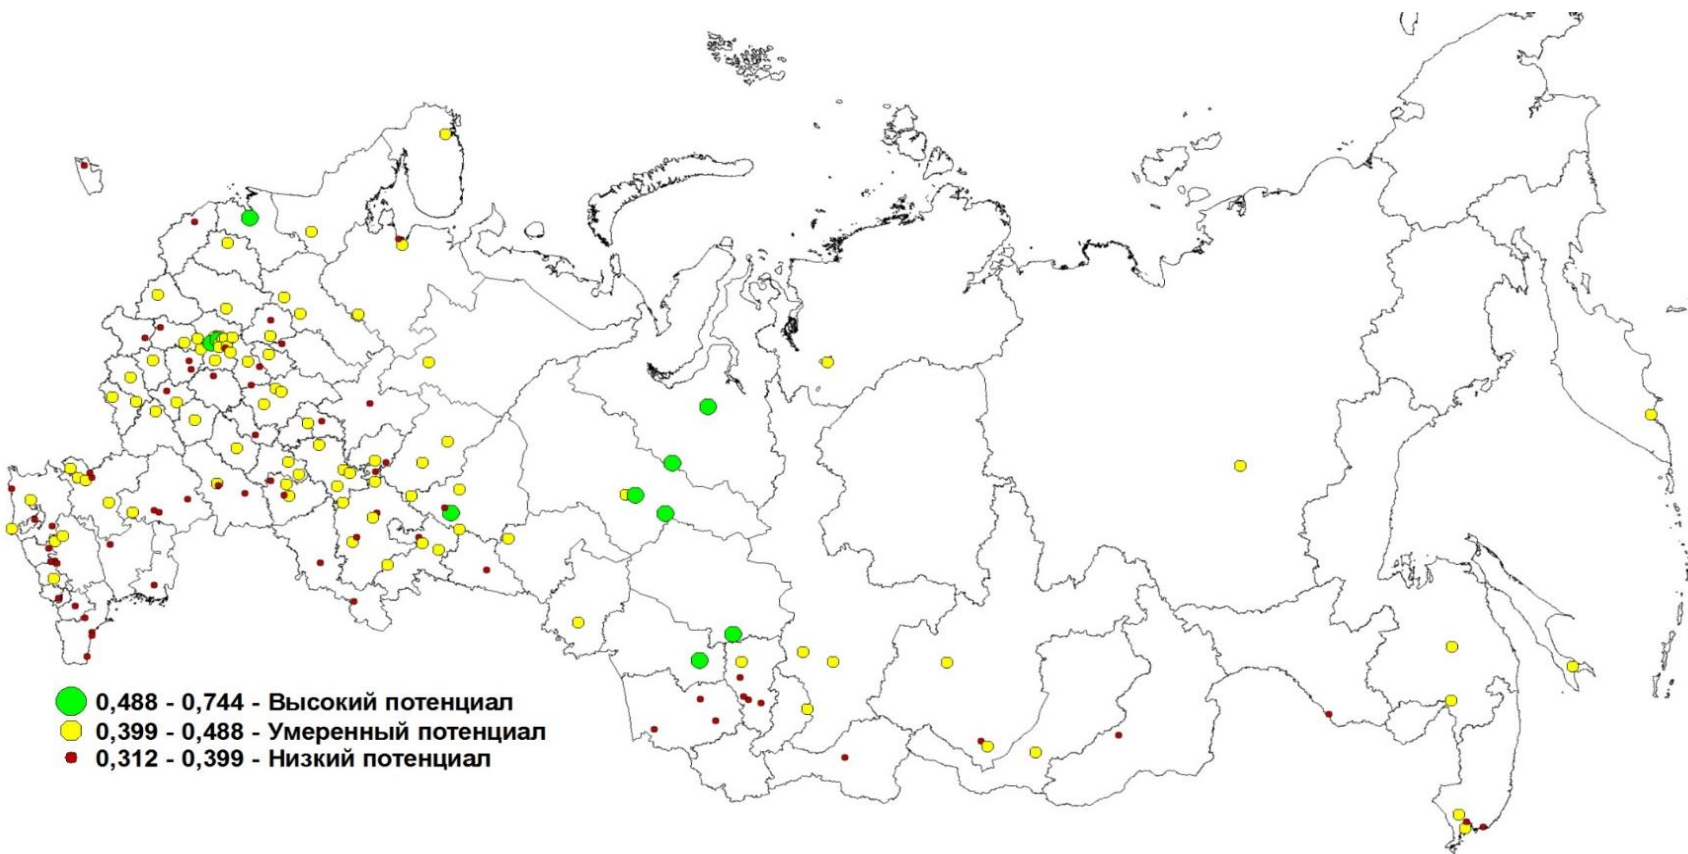 0,488 - 0,744 - Высокий потенциал
0,399 - 0,488 - Умеренный потенциал
0,312 - 0,399 - Низкий потенциал